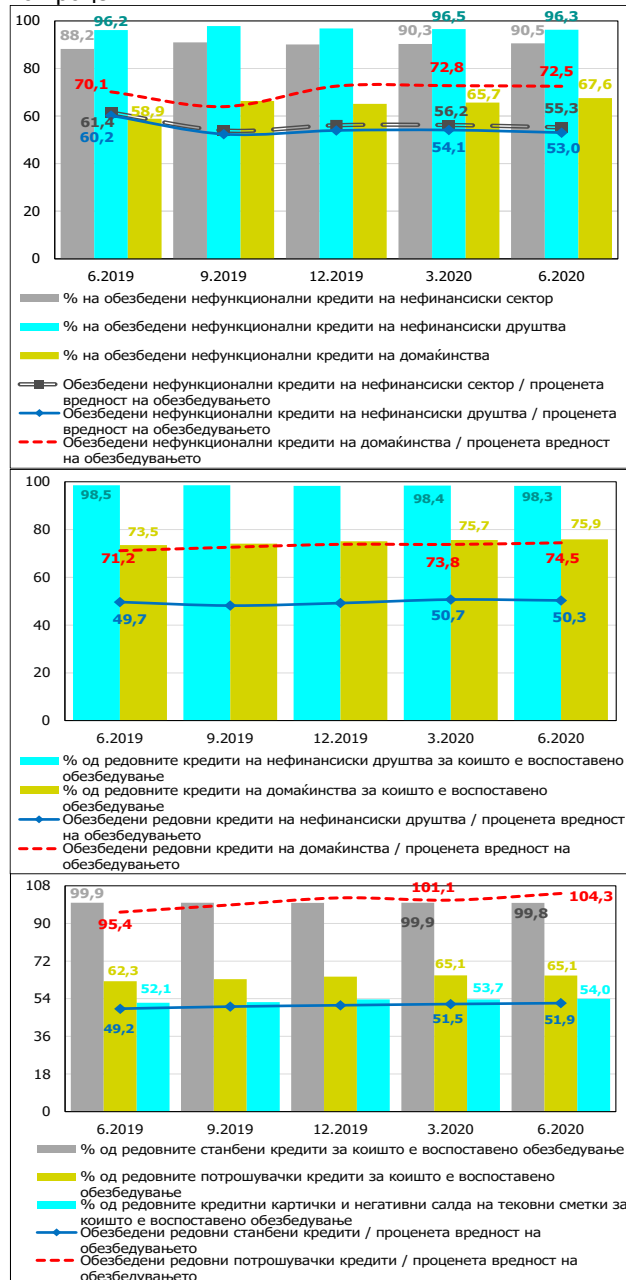 100
80
60
40
20
0
88,2 96,2 90,3 96,5 90,5 96,3
70,1 72,8 72,5
58,9 65,7 67,6
61,4 56,2 55,3
60,2 54,1 53,0
6.2019 9.2019 12.2019 3.2020 6.2020
% на обезбедени нефункционални кредити на нефинансиски сектор
% на обезбедени нефункционални кредити на нефинансиски друштва
% на обезбедени нефункционални кредити на домаќинства
Обезбедени нефункционални кредити на нефинансиски сектор / проценета
вредност на обезбедувањето
Обезбедени нефункционални кредити на нефинансиски друштва / проценета
вредност на обезбедувањето
Обезбедени нефункционални кредити на домаќинства / проценета вредност
на обезбедувањето
100
80
60
40
20
0
98,5 98,4 98,3
73,5 75,7 75,9
71,2 73,8 74,5
49,7 50,7 50,3
6.2019 9.2019 12.2019 3.2020 6.2020
% од редовните кредити на нефинансиски друштва за коишто е воспоставено
обезбедување
% од редовните кредити на домаќинства за коишто е воспоставено
обезбедување
Обезбедени редовни кредити на нефинансиски друштва / проценета вредност
на обезбедувањето
Обезбедени редовни кредити на домаќинства / проценета вредност на
обезбедувањето
108
90
72
54
36
18
0
99,9 99,9 99,8
95,4 101,1 104,3
62,3 65,1 65,1
52,1 53,7 54,0
49,2 51,5 51,9
6.2019 9.2019 12.2019 3.2020 6.2020
% од редовните станбени кредити за коишто е воспоставено обезбедување
% од редовните потрошувачки кредити за коишто е воспоставено
обезбедување
% од редовните кредитни картички и негативни салда на тековни сметки за
коишто е воспоставено обезбедување
Обезбедени редовни станбени кредити / проценета вредност на
обезбедувањето
Обезбедени редовни потрошувачки кредити / проценета вредност на
обезбедувањето